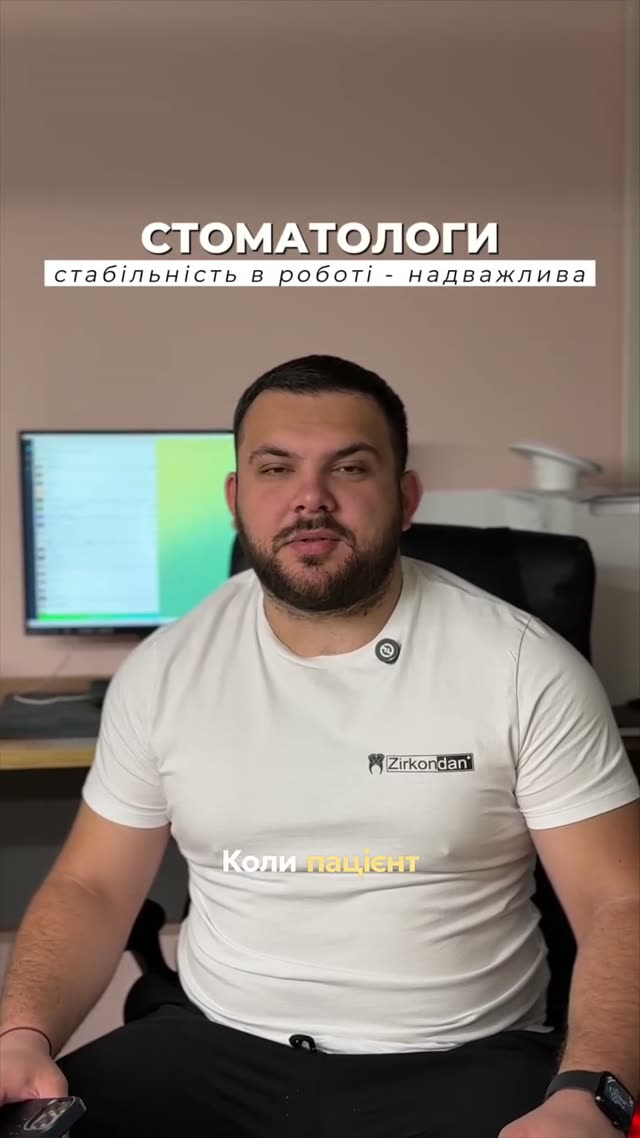 СТОМАТОЛОГИ
стабільність в роботі - надважлива
Zirkondan
Коли пацієнт